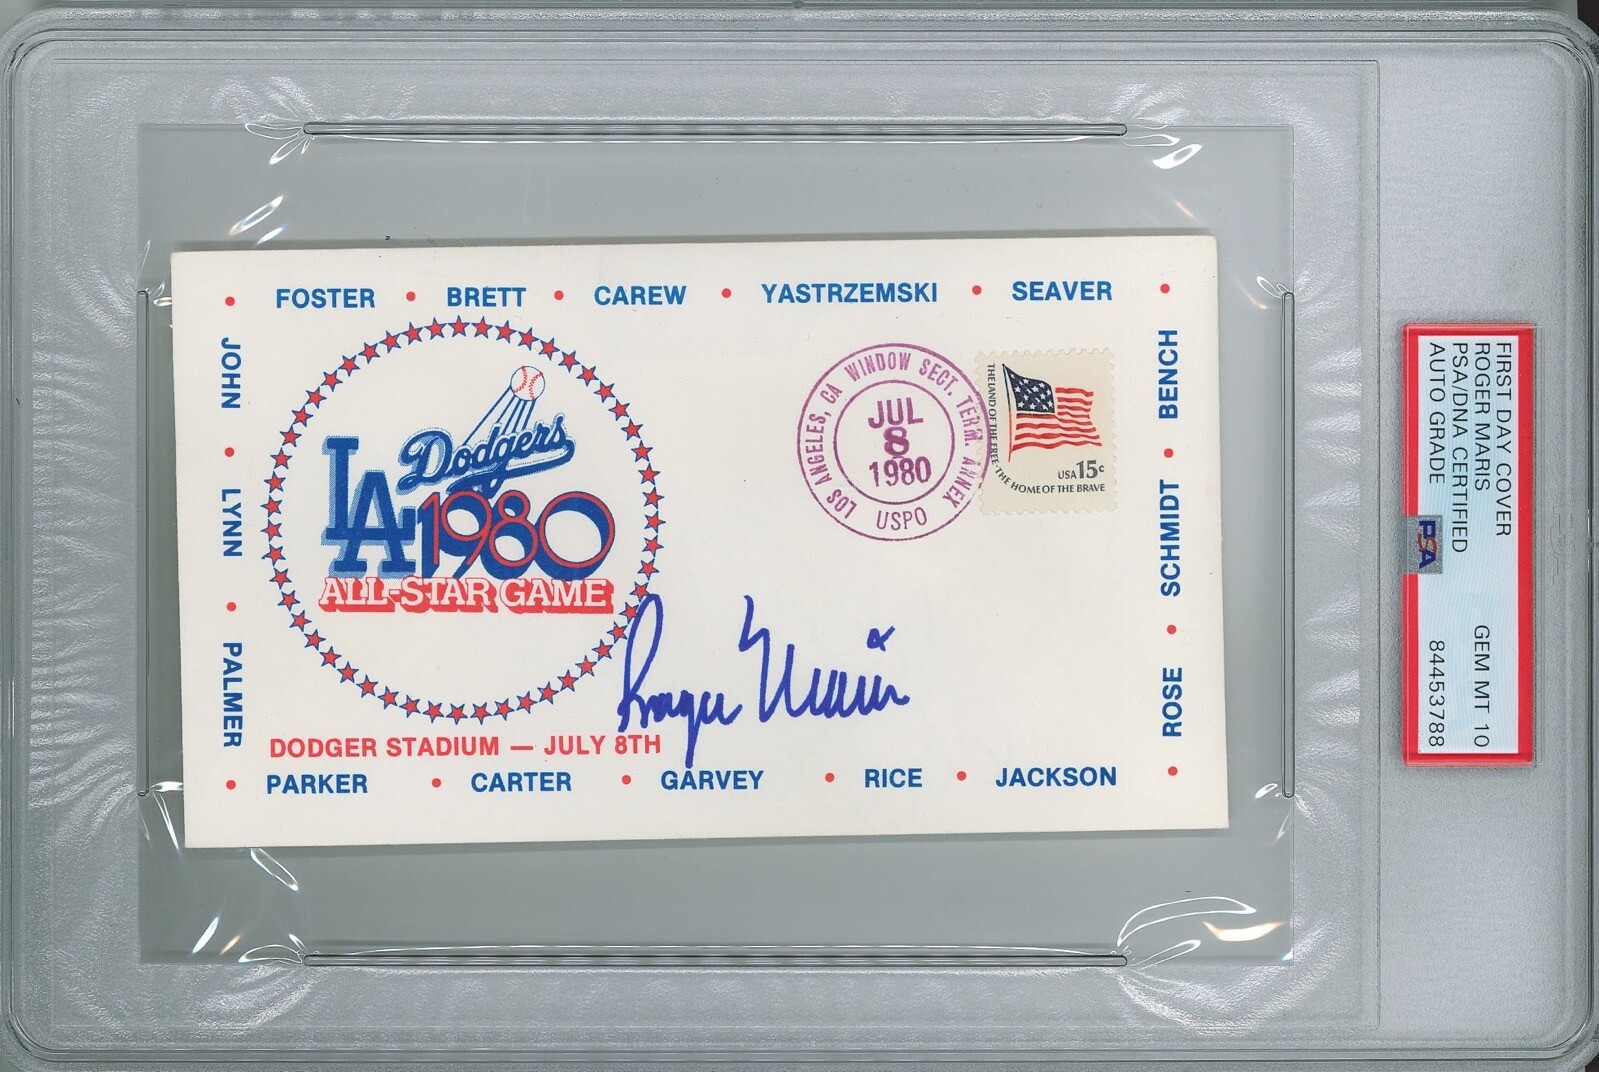 FOSTER • BRETT • CAREW • YASTRZEMSKI • SEAVER •
JOHN • LYNN • PALMER
BENCH • SCHMIDT • ROSE
LA Dodgers
1980
ALL-STAR GAME
LOS ANGELES, CA WINDOW SECT. TERM. ANNEX
JUL
8
1980
USPO
THE LAND OF THE FREE · THE HOME OF THE BRAVE
USA 15c
Roger Maris
DODGER STADIUM — JULY 8TH
• PARKER • CARTER • GARVEY • RICE • JACKSON •
FIRST DAY COVER
ROGER MARIS GEM MT 10
PSA/DNA CERTIFIED
AUTO GRADE 84453788
PSA